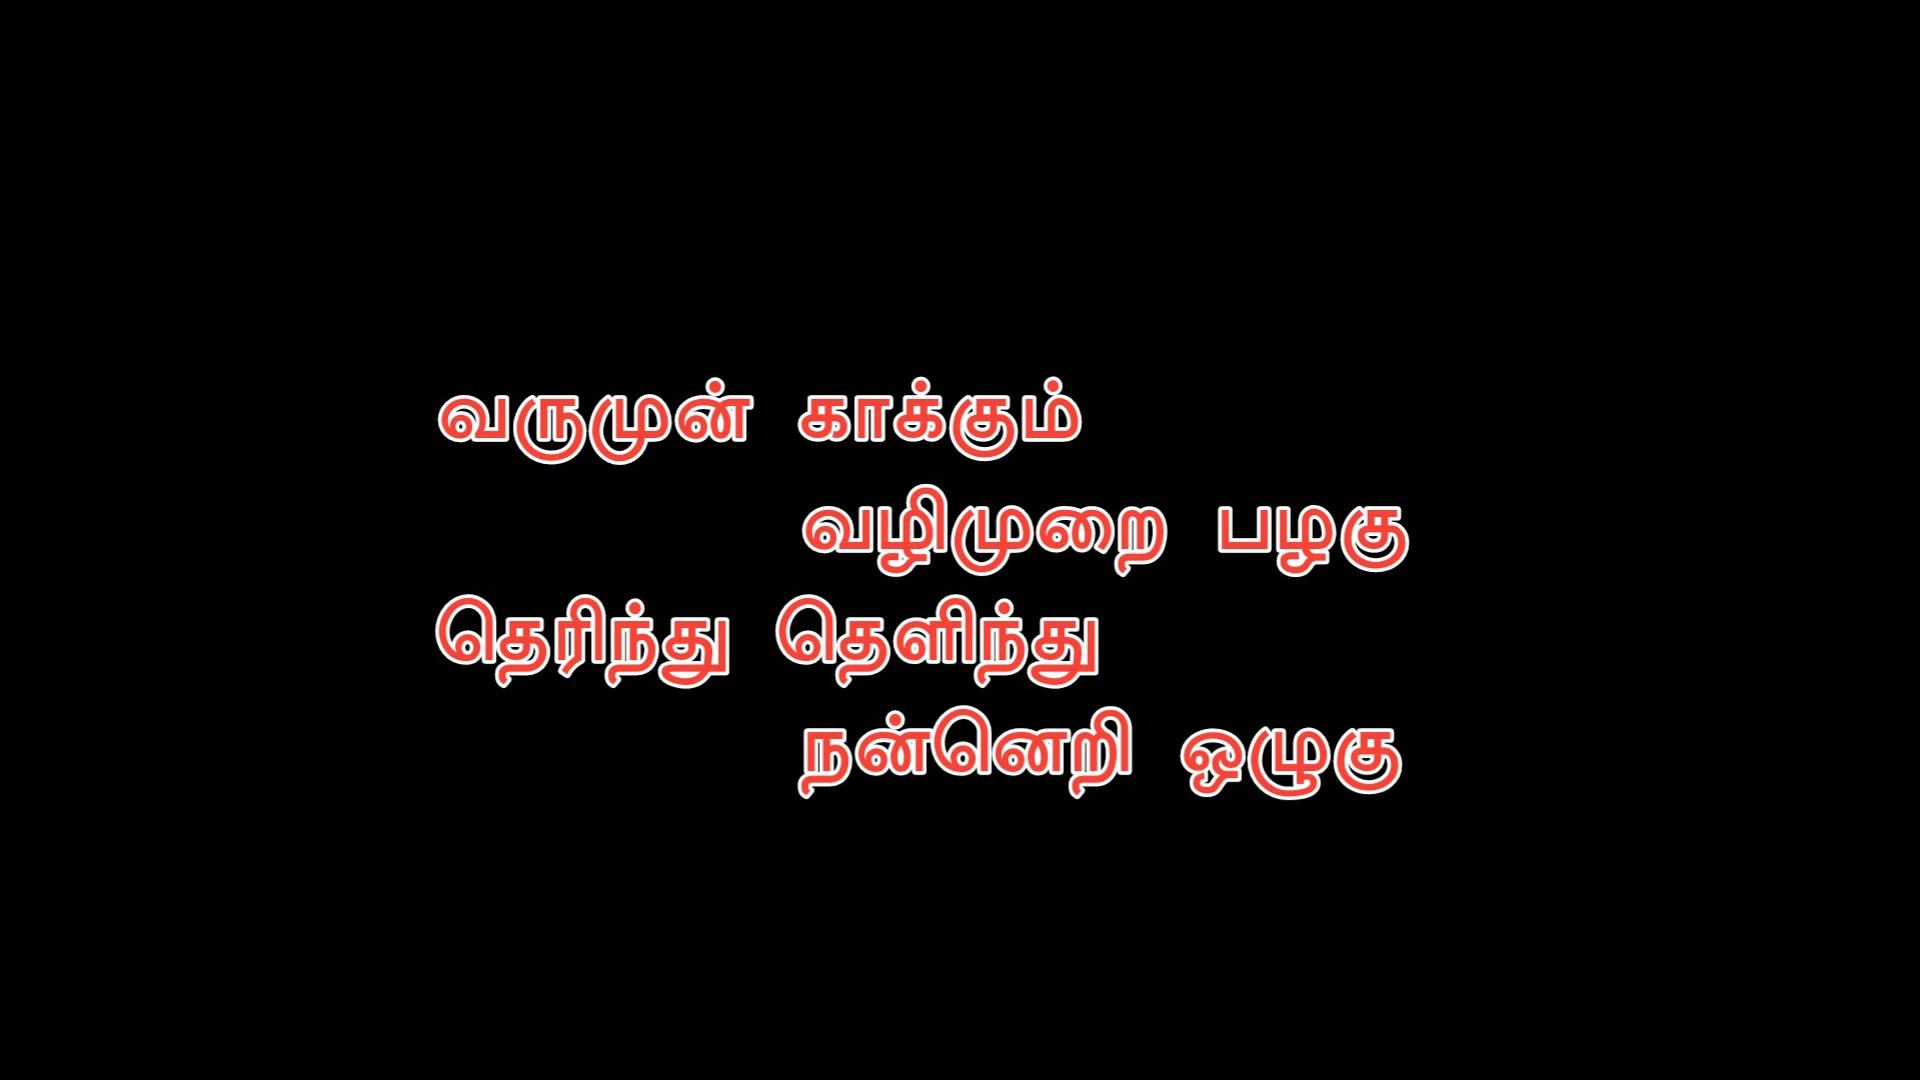 வருமுன் காக்கும்
வழிமுறை பழகு
தெரிந்து தெளிந்து
நன்னெறி ஒழுகு